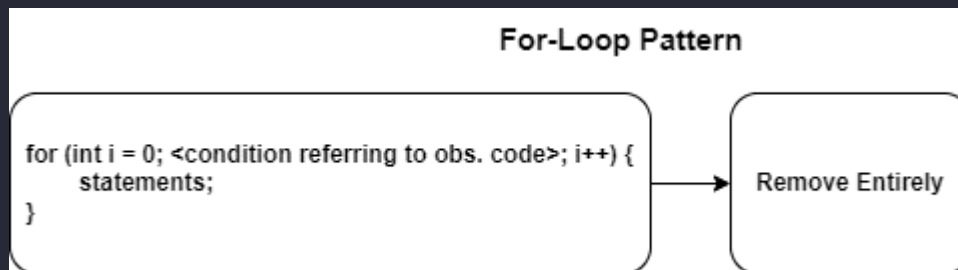 For-Loop Pattern
for (int i = 0; <condition referring to obs. code>; i++) {
statements;
}
Remove Entirely